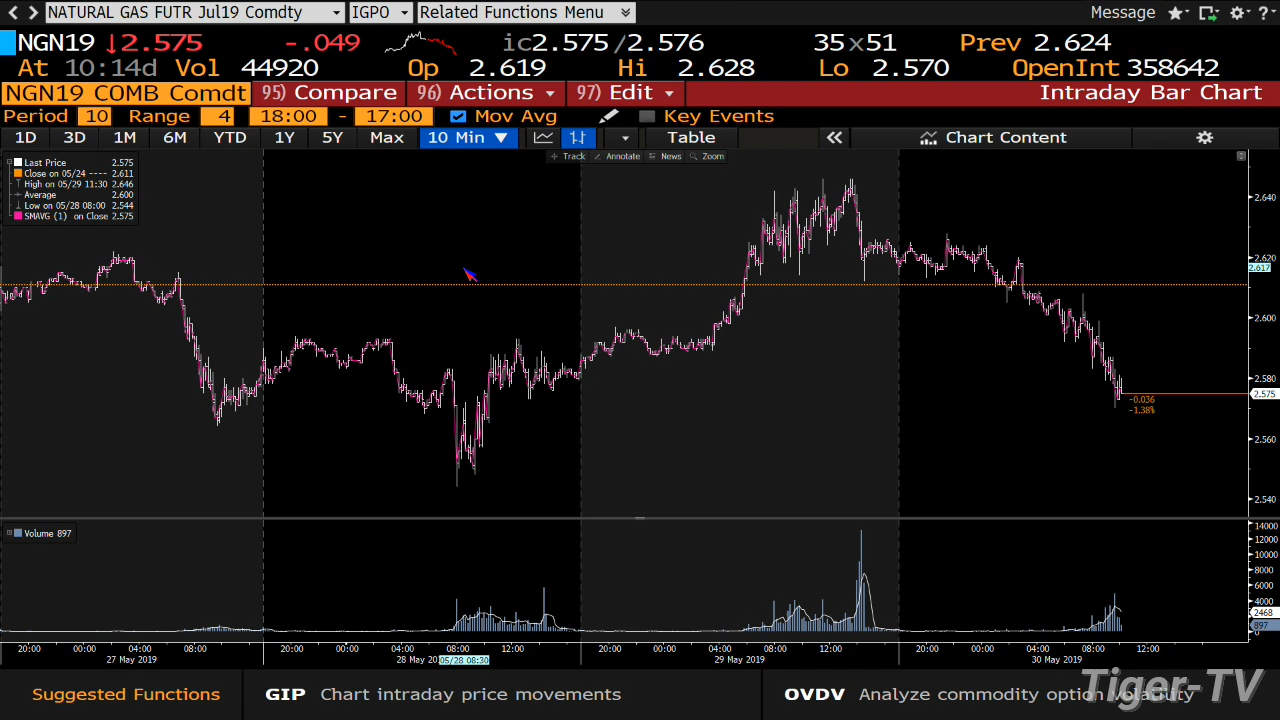 NATURAL GAS FUTR Jul19 Comdty IGPO Related Functions Menu Message
NGN19 ↓2.575 -.049 ic2.575/2.576 35x51 Prev 2.624
At 10:14d Vol 44920 Op 2.619 Hi 2.628 Lo 2.570 OpenInt 358642
NGN19 COMB Comdt 95) Compare 96) Actions 97) Edit Intraday Bar Chart
Period 10 Range 4 18:00 - 17:00 Mov Avg Key Events
1D 3D 1M 6M YTD 1Y 5Y Max 10 Min ▼ Table « Chart Content
Track Annotate News Zoom
Last Price 2.575
Close on 05/24 ---- 2.611
High on 05/29 11:30 2.646
Average 2.600
Low on 05/28 08:00 2.544
SMAVG (1) on Close 2.575
2.640
2.620
2.617
2.600
2.580
2.575
-0.036
-1.38%
2.560
2.540
Volume 897
14000
12000
10000
8000
6000
4000
2468
897
0
20:00 00:00 04:00 08:00 20:00 00:00 04:00 08:00 12:00 20:00 00:00 04:00 08:00 12:00 20:00 00:00 04:00 08:00 12:00
27 May 2019 28 May 20 05/28 08:30 29 May 2019 30 May 2019
Suggested Functions GIP Chart intraday price movements OVDV Analyze commodity option volatility
Tiger-TV